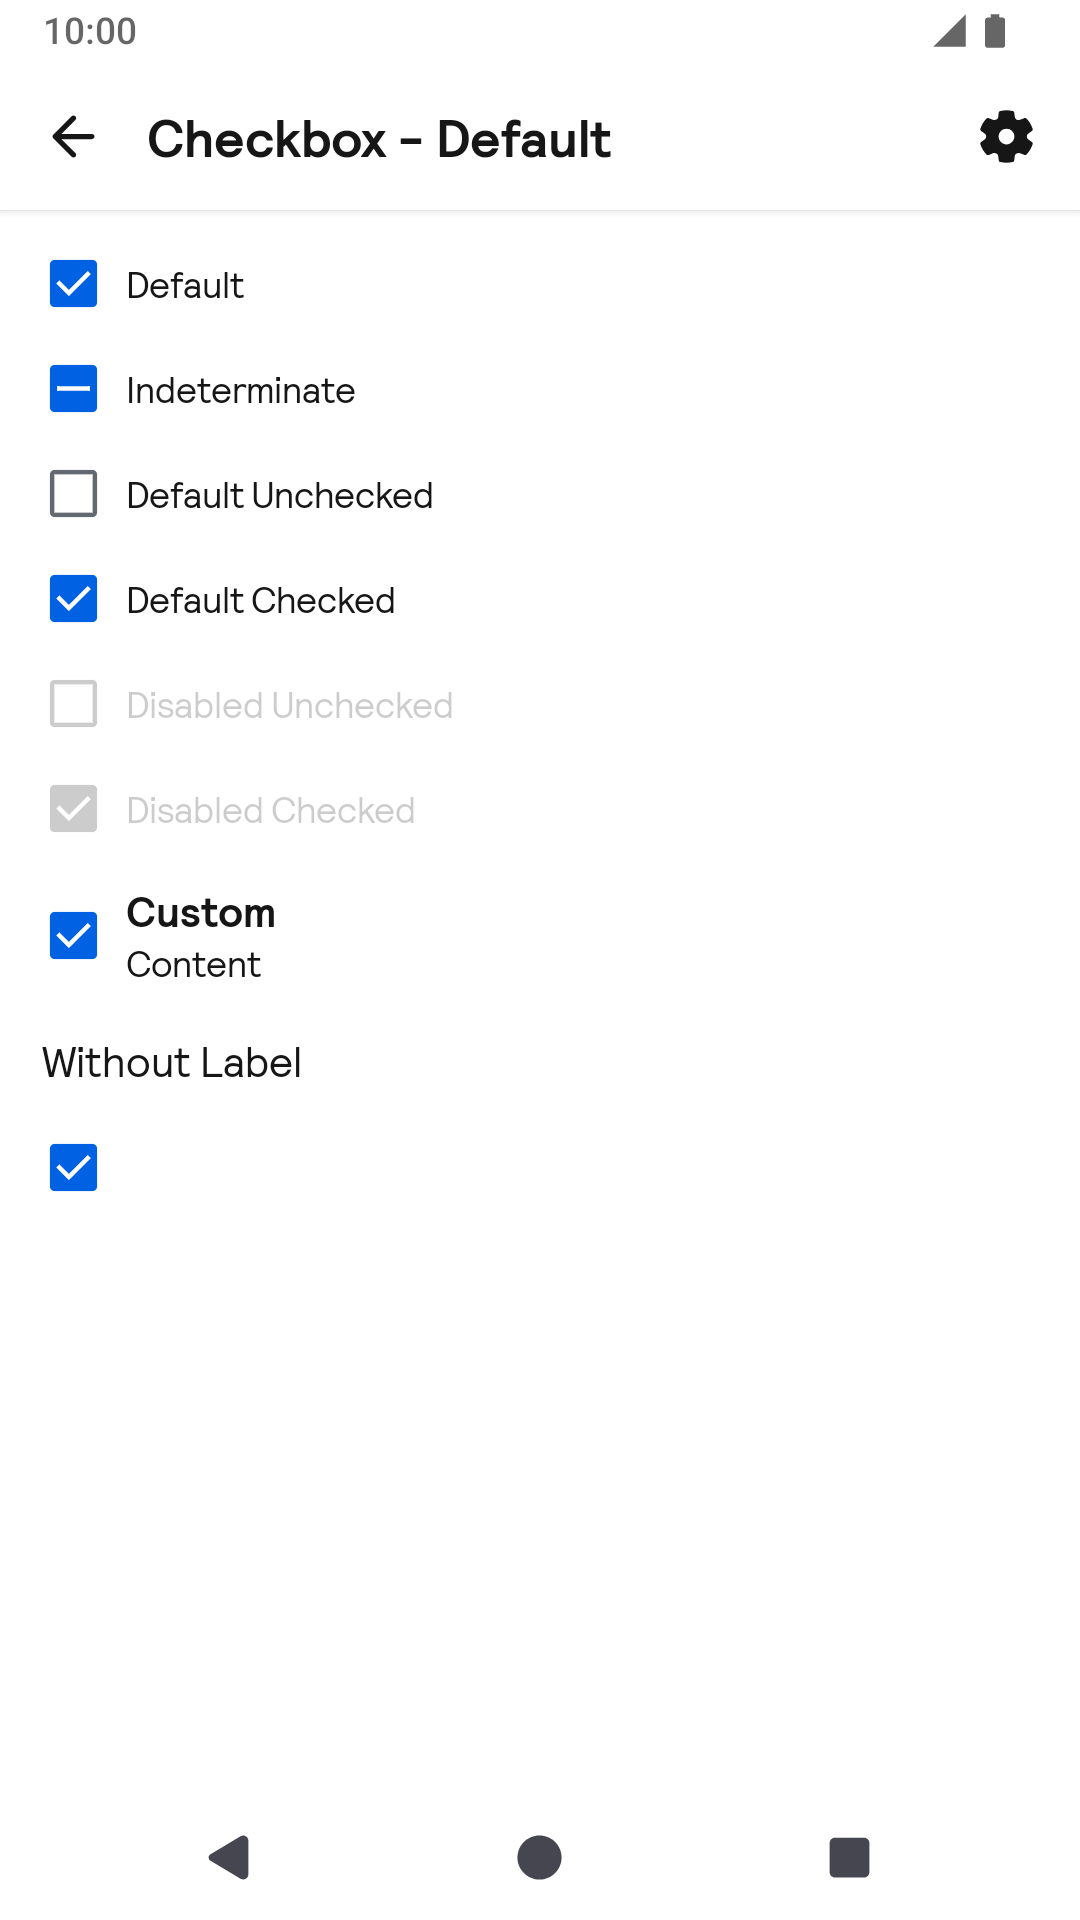 10:00
Checkbox – Default
Default
Indeterminate
Default Unchecked
Default Checked
Disabled Unchecked
Disabled Checked
Custom
Content
Without Label